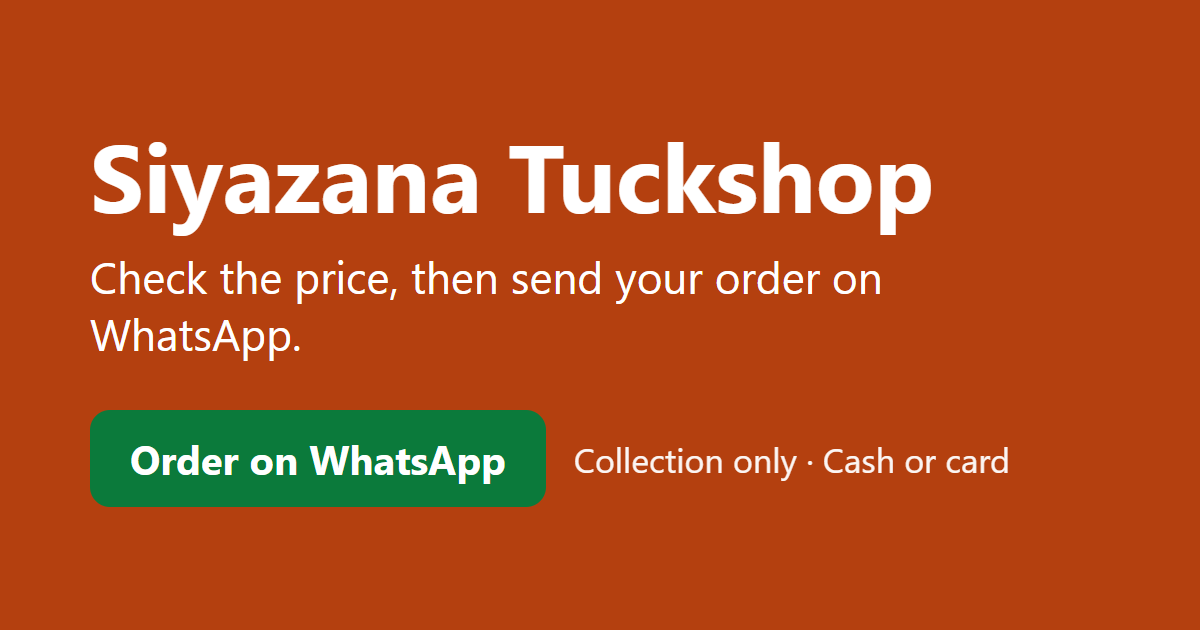 Siyazana Tuckshop
Check the price, then send your order on
WhatsApp.
Order on WhatsApp
Collection only · Cash or card